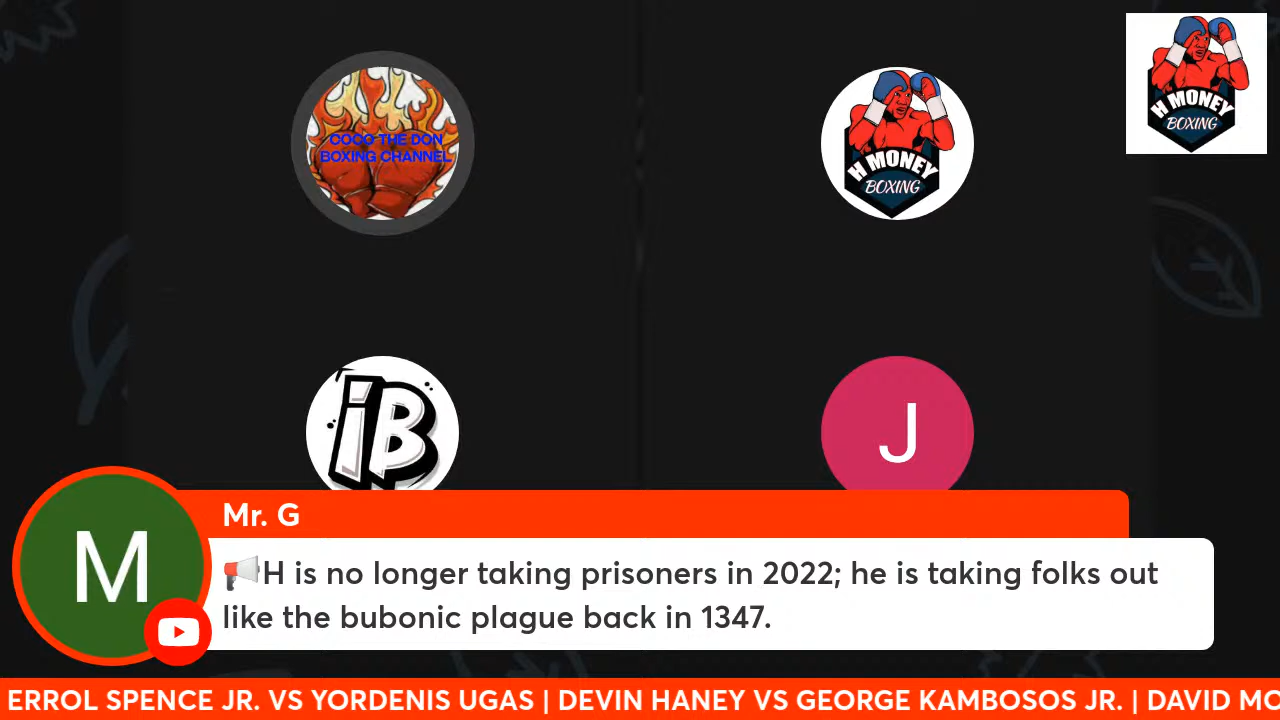 COCO THE DON
BOXING CHANNEL
H MONEY
BOXING
H MONEY
BOXING
iB
J
M
Mr. G
📢H is no longer taking prisoners in 2022; he is taking folks out
like the bubonic plague back in 1347.
ERROL SPENCE JR. VS YORDENIS UGAS | DEVIN HANEY VS GEORGE KAMBOSOS JR. | DAVID MO